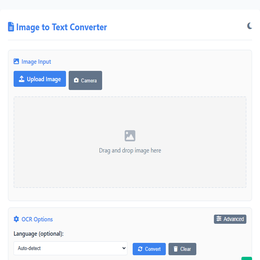 Image to Text Converter
Image Input
Upload Image
Camera
Drag and drop image here
OCR Options
Advanced
Language (optional):
Auto-detect
Convert
Clear